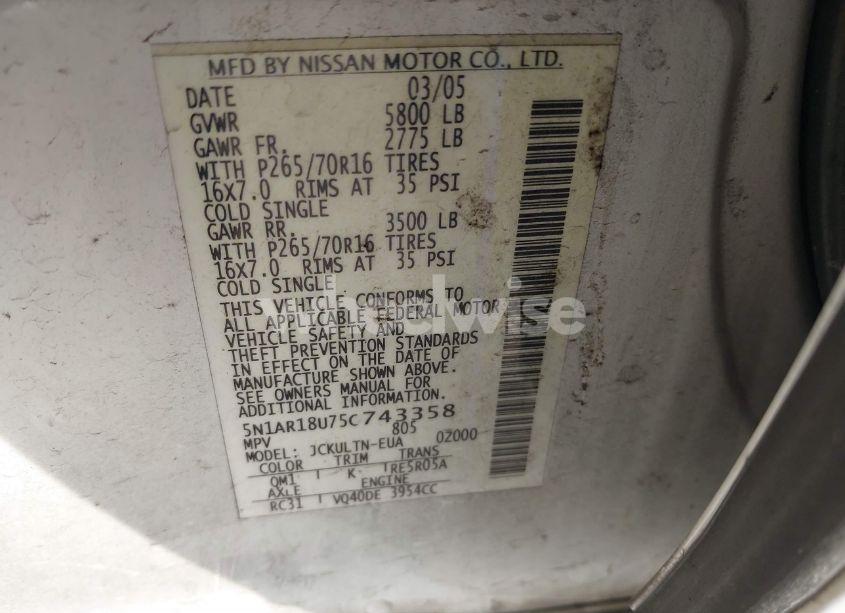 MFD BY NISSAN MOTOR CO., LTD.
DATE 03/05
GVWR 5800 LB
GAWR FR. 2775 LB
WITH P265/70R16 TIRES
16X7.0 RIMS AT 35 PSI
COLD SINGLE
GAWR RR. 3500 LB
WITH P265/70R16 TIRES
16X7.0 RIMS AT 35 PSI
COLD SINGLE
THIS VEHICLE CONFORMS TO
ALL APPLICABLE FEDERAL MOTOR
VEHICLE SAFETY AND
THEFT PREVENTION STANDARDS
IN EFFECT ON THE DATE OF
MANUFACTURE SHOWN ABOVE.
SEE OWNERS MANUAL FOR
ADDITIONAL INFORMATION.
5N1AR18U75C743358
MPV 805
MODEL: JCKULTN-EUA 0Z000
COLOR TRIM TRANS
QM1 K RE5R05A
AXLE ENGINE
RC31 VQ40DE 3954CC